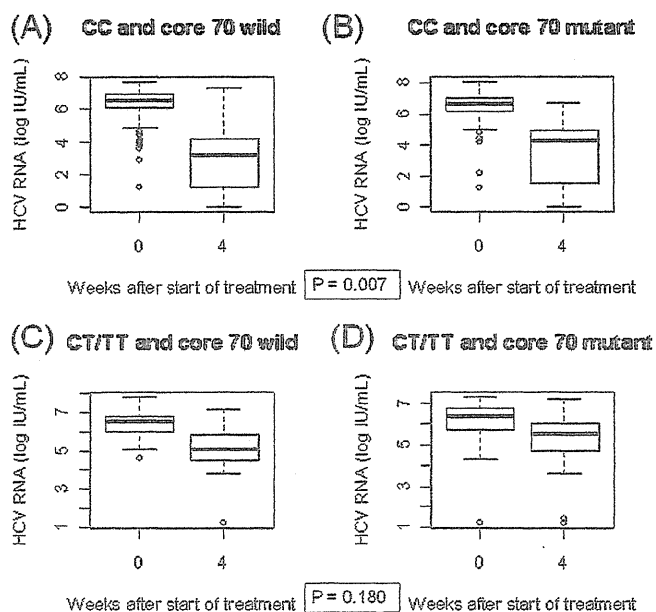 (A) CC and core 70 wild
HCV RNA (log IU/mL)
8
6
4
2
0
0 4
Weeks after start of treatment
(B) CC and core 70 mutant
HCV RNA (log IU/mL)
8
6
4
2
0
0 4
Weeks after start of treatment
P = 0.007
(C) CT/TT and core 70 wild
HCV RNA (log IU/mL)
7
5
3
1
0 4
Weeks after start of treatment
(D) CT/TT and core 70 mutant
HCV RNA (log IU/mL)
7
5
3
1
0 4
Weeks after start of treatment
P = 0.180